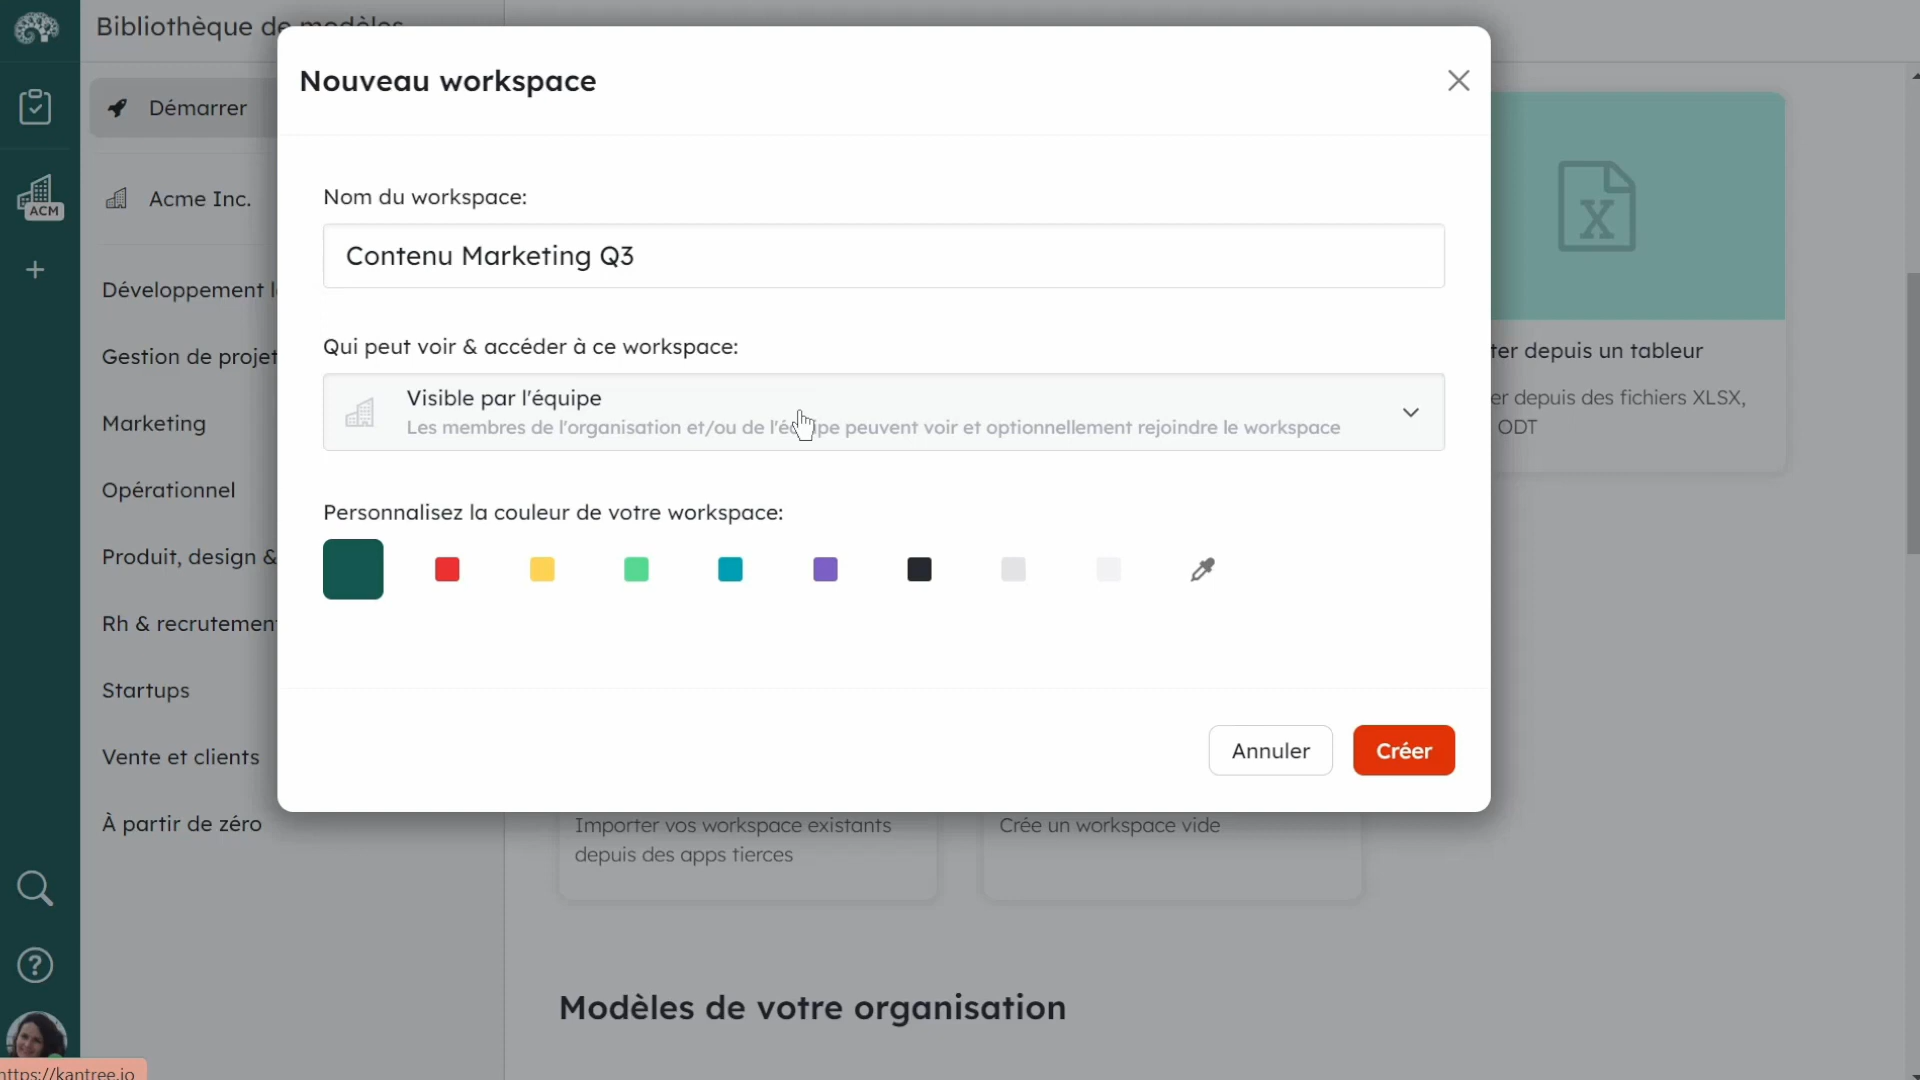 Bibliothèque de modèles
Démarrer
ACM
Acme Inc.
Développement l
Gestion de projet
Marketing
Opérationnel
Produit, design &
Rh & recrutement
Startups
Vente et clients
À partir de zéro
https://kantree.io
Nouveau workspace
Nom du workspace:
Contenu Marketing Q3
Qui peut voir & accéder à ce workspace:
Visible par l'équipe
Les membres de l'organisation et/ou de l'équipe peuvent voir et optionnellement rejoindre le workspace
Personnalisez la couleur de votre workspace:
Annuler
Créer
X
ter depuis un tableur
er depuis des fichiers XLSX,
ODT
Importer vos workspace existants
depuis des apps tierces
Crée un workspace vide
Modèles de votre organisation